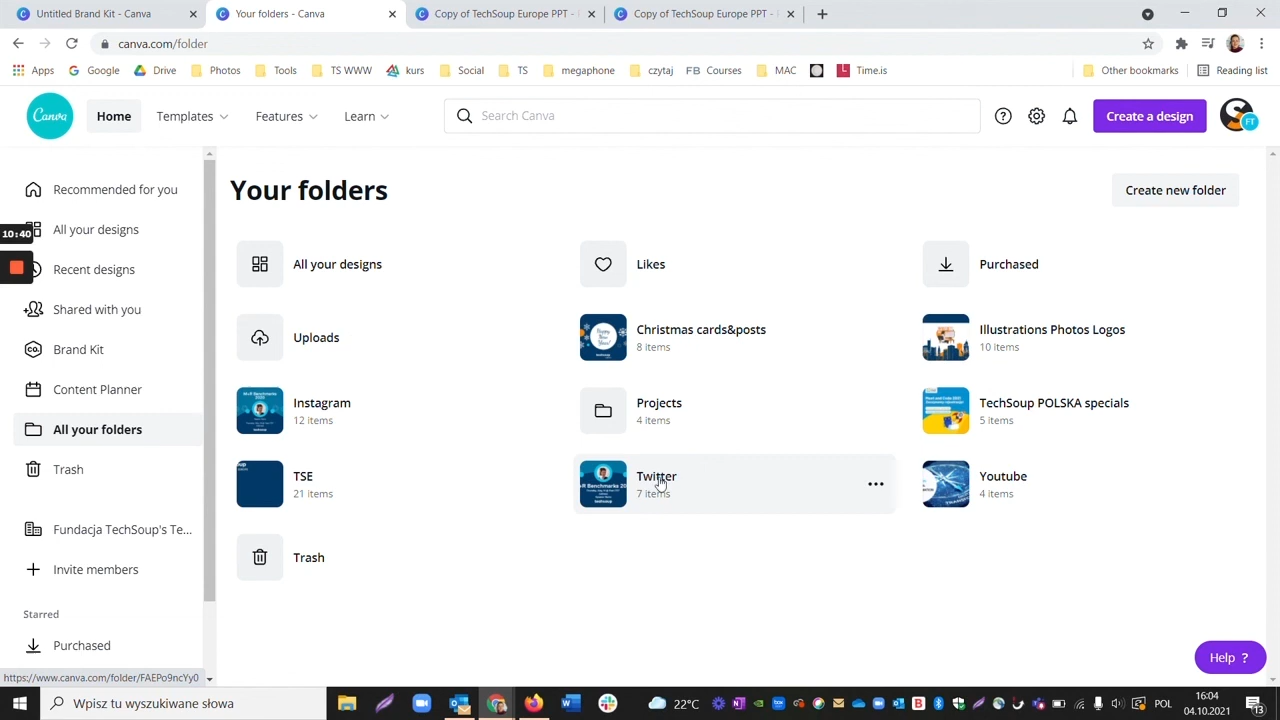 Untitled Brand Kit - Canva
Your folders - Canva
Copy of TechSoup Europe PPT -
Copy of TechSoup Europe PPT -
canva.com/folder
Apps
Google
Drive
Photos
Tools
TS WWW
kurs
Social
TS
megaphone
czytaj
FB Courses
MAC
Time.is
Other bookmarks
Reading list
Canva
Home
Templates
Features
Learn
Search Canva
Create a design
FT
Recommended for you
10:40
All your designs
Recent designs
Shared with you
Brand Kit
Content Planner
All your folders
Trash
Fundacja TechSoup's Te...
Invite members
Starred
Purchased
https://www.canva.com/folder/FAEPo9ncYy0
Your folders
Create new folder
All your designs
Likes
Purchased
Uploads
Christmas cards&posts
8 items
Illustrations Photos Logos
10 items
Instagram
12 items
Projects
4 items
TechSoup POLSKA specials
5 items
TSE
21 items
Twitter
7 items
Youtube
4 items
Trash
Help ?
Wpisz tu wyszukiwane słowa
22°C
POL
16:04
04.10.2021